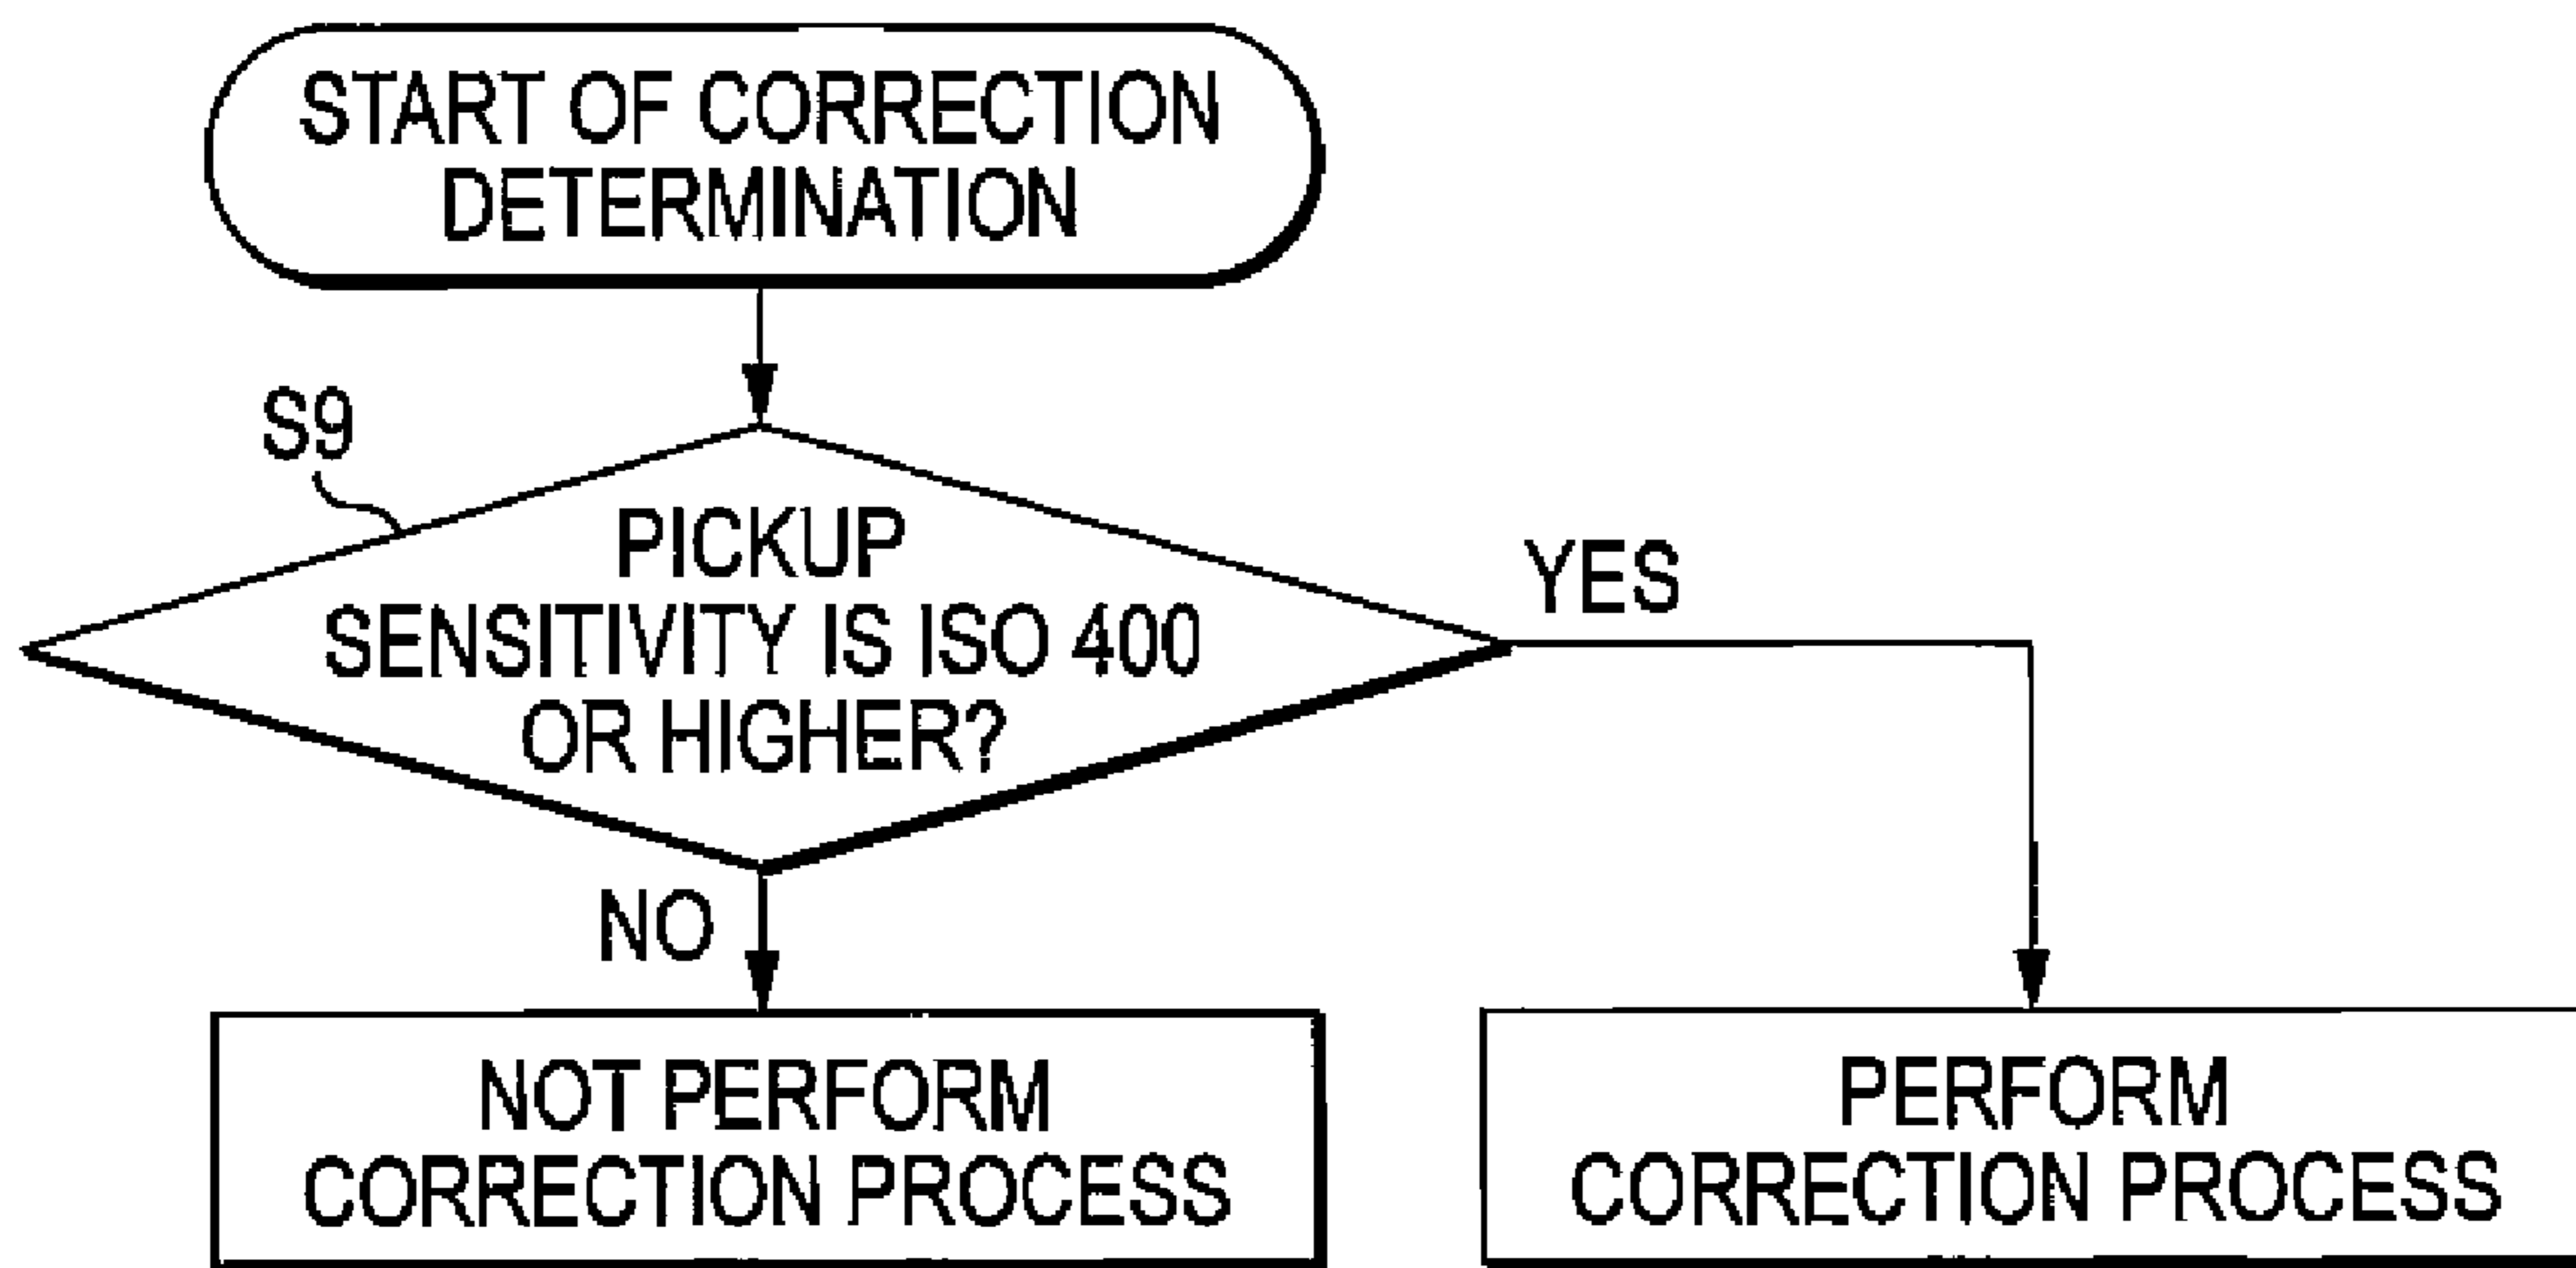 START OF CORRECTION
DETERMINATION
S9
PICKUP
SENSITIVITY IS ISO 400
OR HIGHER?
YES
NO
NOT PERFORM
CORRECTION PROCESS
PERFORM
CORRECTION PROCESS